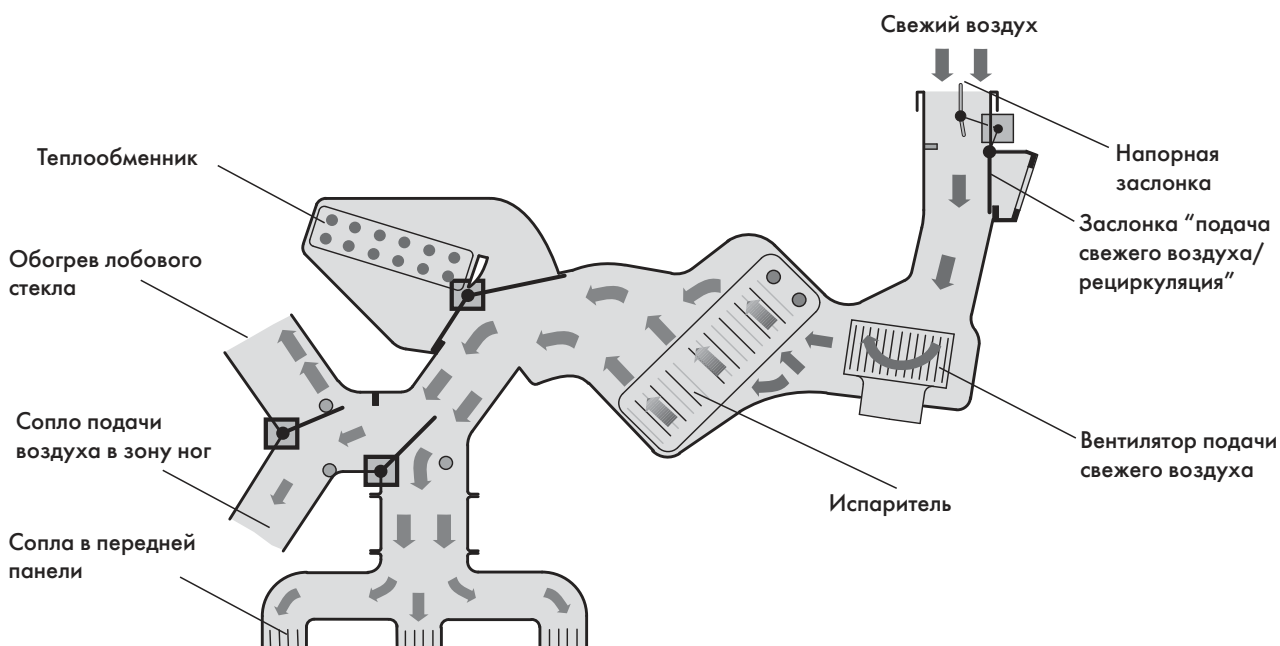 Свежий воздух
Теплообменник
Напорная
заслонка
Заслонка “подача
свежего воздуха/
рециркуляция”
Обогрев лобового
стекла
Сопло подачи
воздуха в зону ног
Вентилятор подачи
свежего воздуха
Испаритель
Сопла в передней
панели